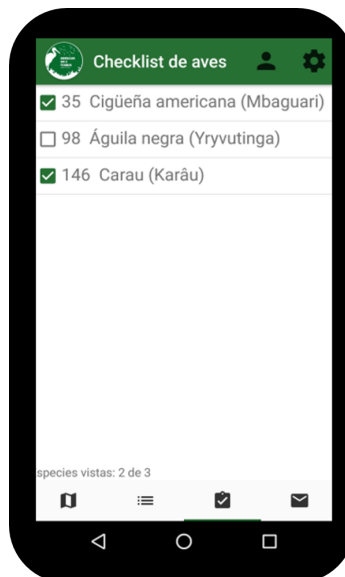 Checklist de aves
35 Cigüeña americana (Mbaguari)
98 Águila negra (Yryvutinga)
146 Carau (Karâu)
species vistas: 2 de 3